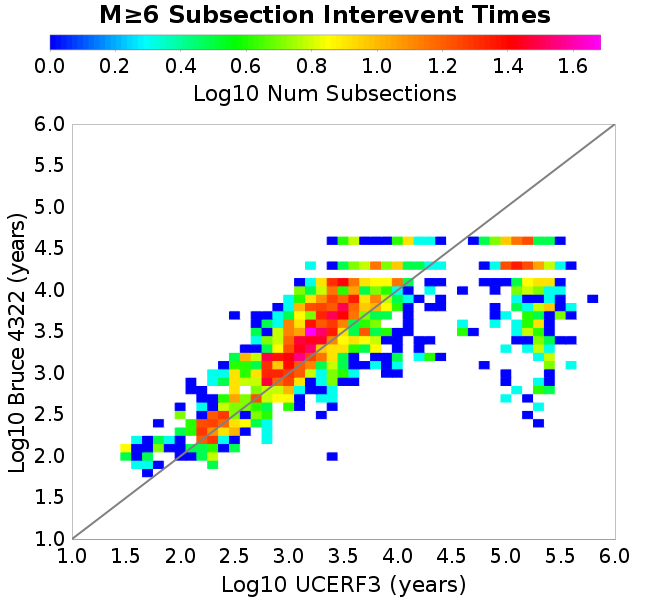 M≥6 Subsection Interevent Times
0.0 0.2 0.4 0.6 0.8 1.0 1.2 1.4 1.6
Log10 Num Subsections
6.0
5.5
5.0
4.5
4.0
3.5
3.0
2.5
2.0
1.5
1.0
Log10 Bruce 4322 (years)
1.0 1.5 2.0 2.5 3.0 3.5 4.0 4.5 5.0 5.5 6.0
Log10 UCERF3 (years)